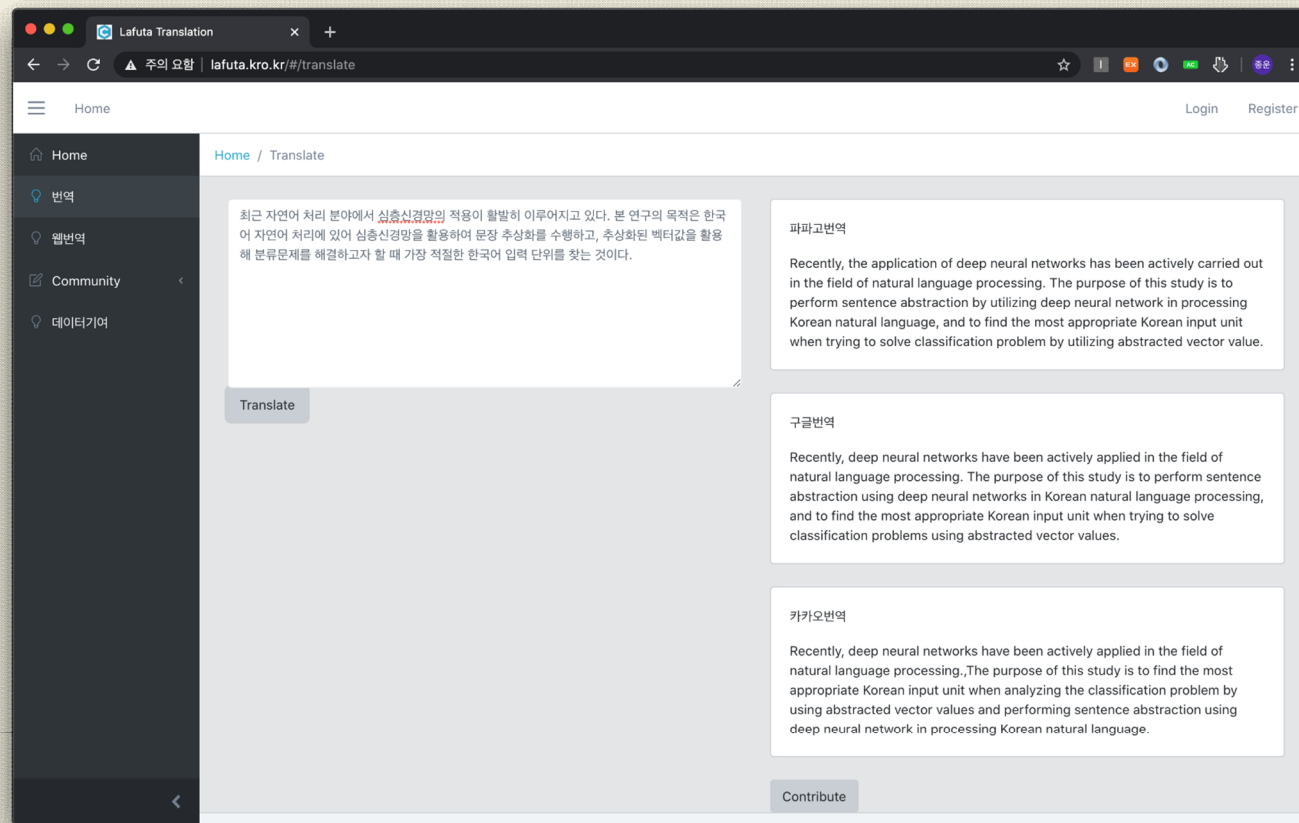 Lafuta Translation
주의 요함 | lafuta.kro.kr/#/translate
EX
AC
종운
Home
Login
Register
Home
번역
웹번역
Community
데이터기여
Home / Translate
최근 자연어 처리 분야에서 심층신경망의 적용이 활발히 이루어지고 있다. 본 연구의 목적은 한국
어 자연어 처리에 있어 심층신경망을 활용하여 문장 추상화를 수행하고, 추상화된 벡터값을 활용
해 분류문제를 해결하고자 할 때 가장 적절한 한국어 입력 단위를 찾는 것이다.
Translate
파파고번역
Recently, the application of deep neural networks has been actively carried out
in the field of natural language processing. The purpose of this study is to
perform sentence abstraction by utilizing deep neural network in processing
Korean natural language, and to find the most appropriate Korean input unit
when trying to solve classification problem by utilizing abstracted vector value.
구글번역
Recently, deep neural networks have been actively applied in the field of
natural language processing. The purpose of this study is to perform sentence
abstraction using deep neural networks in Korean natural language processing,
and to find the most appropriate Korean input unit when trying to solve
classification problems using abstracted vector values.
카카오번역
Recently, deep neural networks have been actively applied in the field of
natural language processing.,The purpose of this study is to find the most
appropriate Korean input unit when analyzing the classification problem by
using abstracted vector values and performing sentence abstraction using
deep neural network in processing Korean natural language.
Contribute